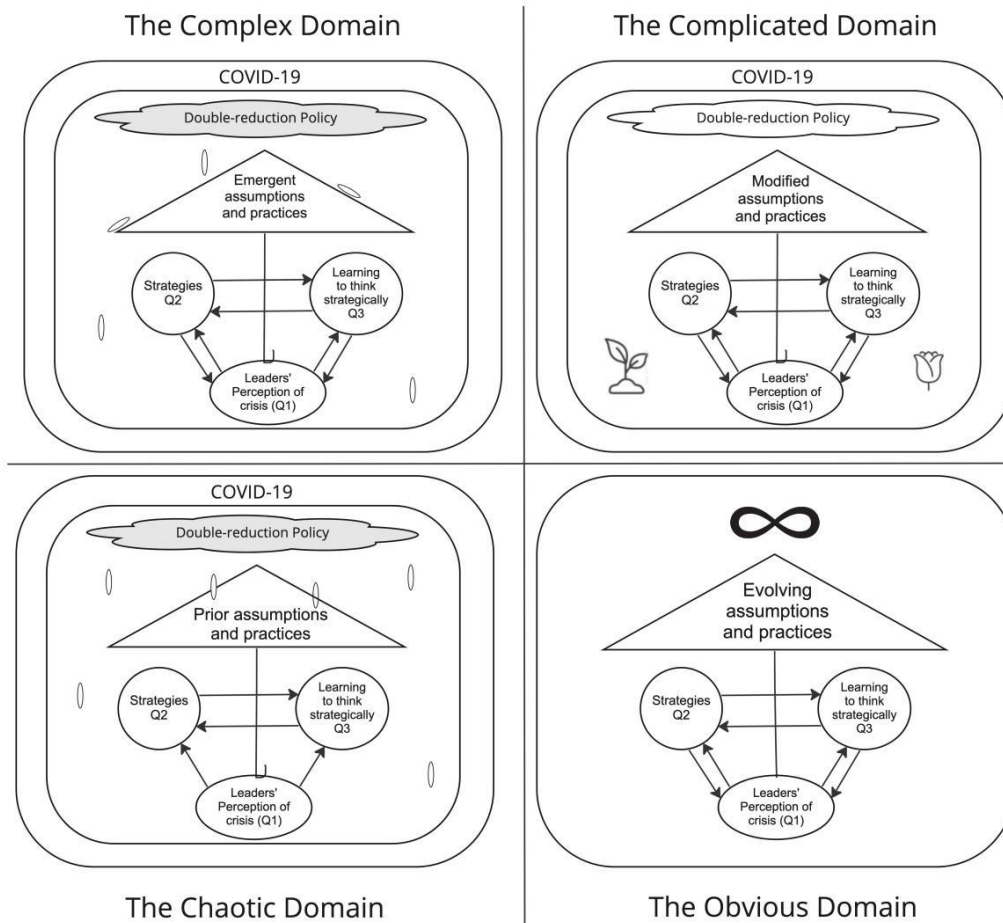 The Complex Domain
COVID-19
Double-reduction Policy
Emergent
assumptions
and practices
Strategies
Q2
Learning
to think
strategically
Q3
Leaders'
Perception of
crisis (Q1)
The Complicated Domain
COVID-19
Double-reduction Policy
Modified
assumptions
and practices
Strategies
Q2
Learning
to think
strategically
Q3
Leaders'
Perception of
crisis (Q1)
COVID-19
Double-reduction Policy
Prior assumptions
and practices
Strategies
Q2
Learning
to think
strategically
Q3
Leaders'
Perception of
crisis (Q1)
The Chaotic Domain
Evolving
assumptions
and practices
Strategies
Q2
Learning
to think
strategically
Q3
Leaders'
Perception of
crisis (Q1)
The Obvious Domain